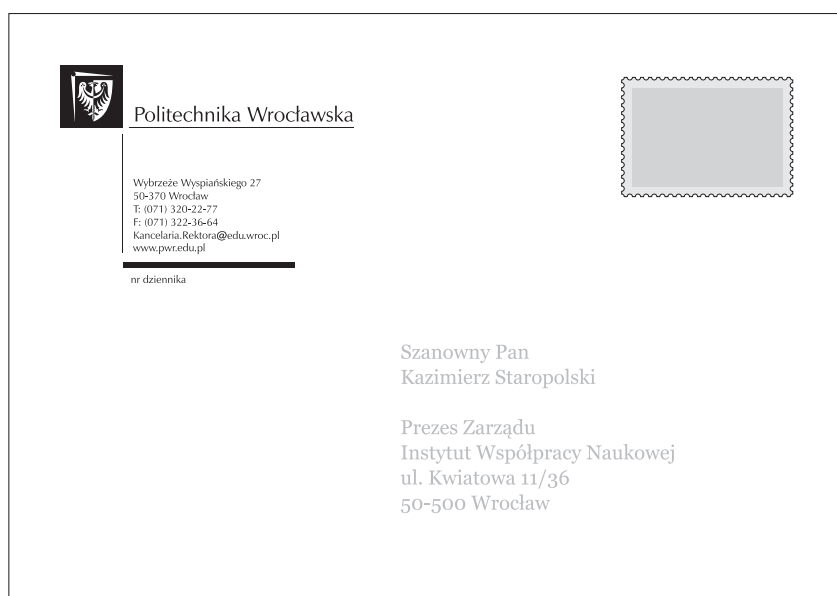 Politechnika Wrocławska
Wybrzeże Wyspiańskiego 27
50-370 Wrocław
T: (071) 320-22-77
F: (071) 322-36-64
Kancelaria.Rektora@edu.wroc.pl
www.pwr.edu.pl
nr dziennika
Szanowny Pan
Kazimierz Staropolski
Prezes Zarządu
Instytut Współpracy Naukowej
ul. Kwiatowa 11/36
50-500 Wrocław